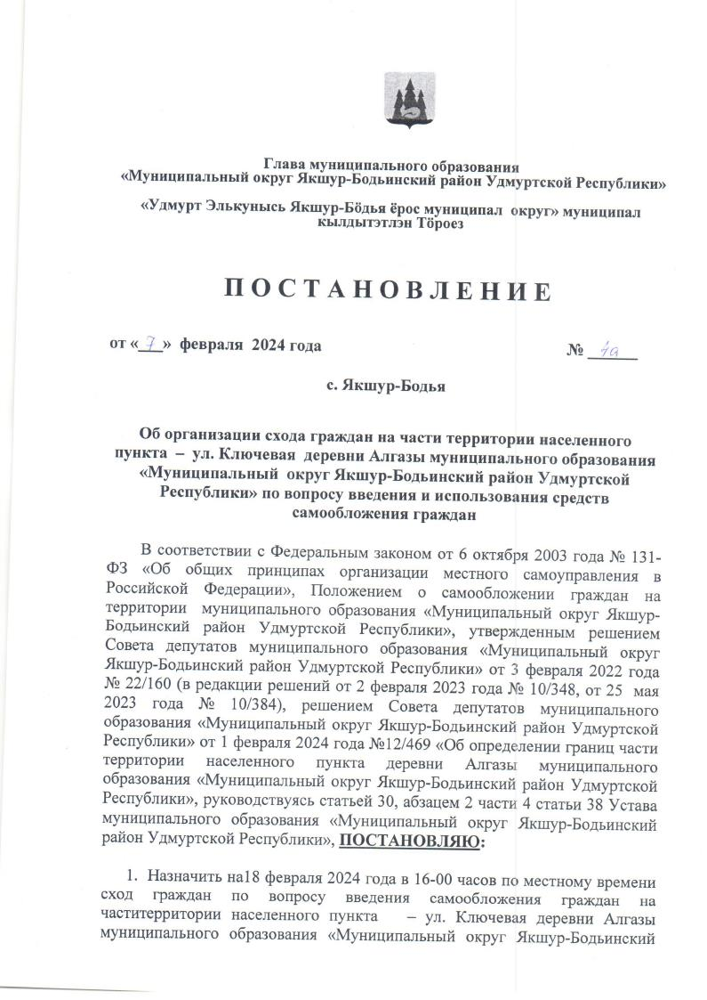 Глава муниципального образования
«Муниципальный округ Якшур-Бодьинский район Удмуртской Республики»
«Удмурт Элькунысь Якшур-Бӧдья ёрос муниципал округ» муниципал
кылдытэтлэн Тӧроез
П О С Т А Н О В Л Е Н И Е
от «7» февраля 2024 года
№
с. Якшур-Бодья
Об организации схода граждан на части территории населенного
пункта – ул. Ключевая деревни Алгазы муниципального образования
«Муниципальный округ Якшур-Бодьинский район Удмуртской
Республики» по вопросу введения и использования средств
самообложения граждан
В соответствии с Федеральным законом от 6 октября 2003 года № 131-
ФЗ «Об общих принципах организации местного самоуправления в
Российской Федерации», Положением о самообложении граждан на
территории муниципального образования «Муниципальный округ Якшур-
Бодьинский район Удмуртской Республики», утвержденным решением
Совета депутатов муниципального образования «Муниципальный округ
Якшур-Бодьинский район Удмуртской Республики» от 3 февраля 2022 года
№ 22/160 (в редакции решений от 2 февраля 2023 года № 10/348, от 25 мая
2023 года № 10/384), решением Совета депутатов муниципального
образования «Муниципальный округ Якшур-Бодьинский район Удмуртской
Республики» от 1 февраля 2024 года №12/469 «Об определении границ части
территории населенного пункта деревни Алгазы муниципального
образования «Муниципальный округ Якшур-Бодьинский район Удмуртской
Республики», руководствуясь статьей 30, абзацем 2 части 4 статьи 38 Устава
муниципального образования «Муниципальный округ Якшур-Бодьинский
район Удмуртской Республики», ПОСТАНОВЛЯЮ:
1. Назначить на18 февраля 2024 года в 16-00 часов по местному времени
сход граждан по вопросу введения самообложения граждан на
частитерритории населенного пункта – ул. Ключевая деревни Алгазы
муниципального образования «Муниципальный округ Якшур-Бодьинский